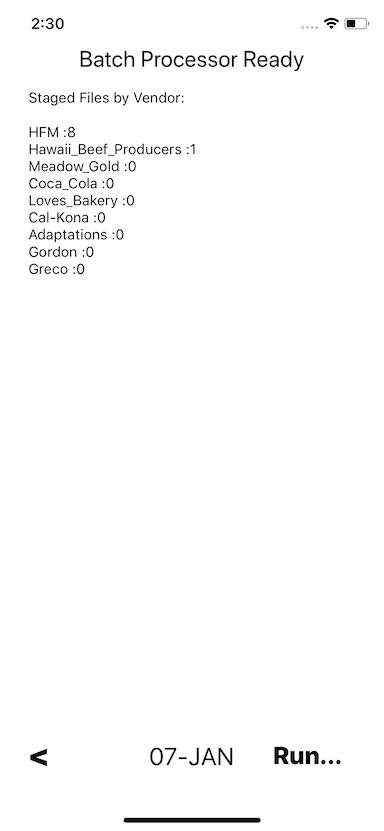 2:30
Batch Processor Ready
Staged Files by Vendor:
HFM :8
Hawaii_Beef_Producers :1
Meadow_Gold :0
Coca_Cola :0
Loves_Bakery :0
Cal-Kona :0
Adaptations :0
Gordon :0
Greco :0
< 07-JAN Run...